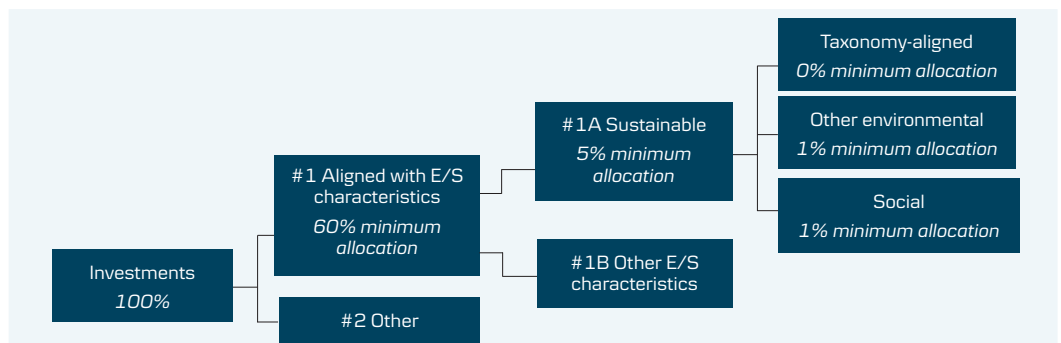 Investments
100%
#1 Aligned with E/S
characteristics
60% minimum
allocation
#2 Other
#1A Sustainable
5% minimum
allocation
#1B Other E/S
characteristics
Taxonomy-aligned
0% minimum allocation
Other environmental
1% minimum allocation
Social
1% minimum allocation